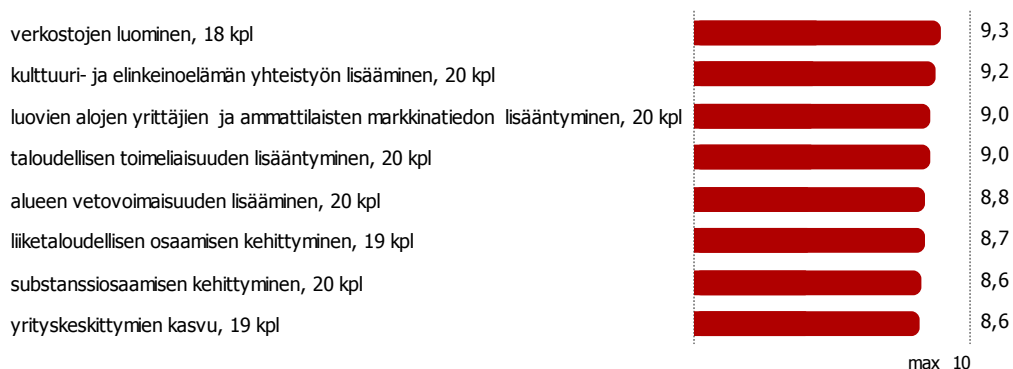 verkostojen luominen, 18 kpl 9,3
kulttuuri- ja elinkeinoelämän yhteistyön lisääminen, 20 kpl 9,2
luovien alojen yrittäjien ja ammattilaisten markkinatiedon lisääntyminen, 20 kpl 9,0
taloudellisen toimeliaisuuden lisääntyminen, 20 kpl 9,0
alueen vetovoimaisuuden lisääminen, 20 kpl 8,8
liiketaloudellisen osaamisen kehittyminen, 19 kpl 8,7
substanssiosaamisen kehittyminen, 20 kpl 8,6
yrityskeskittymien kasvu, 19 kpl 8,6
max 10